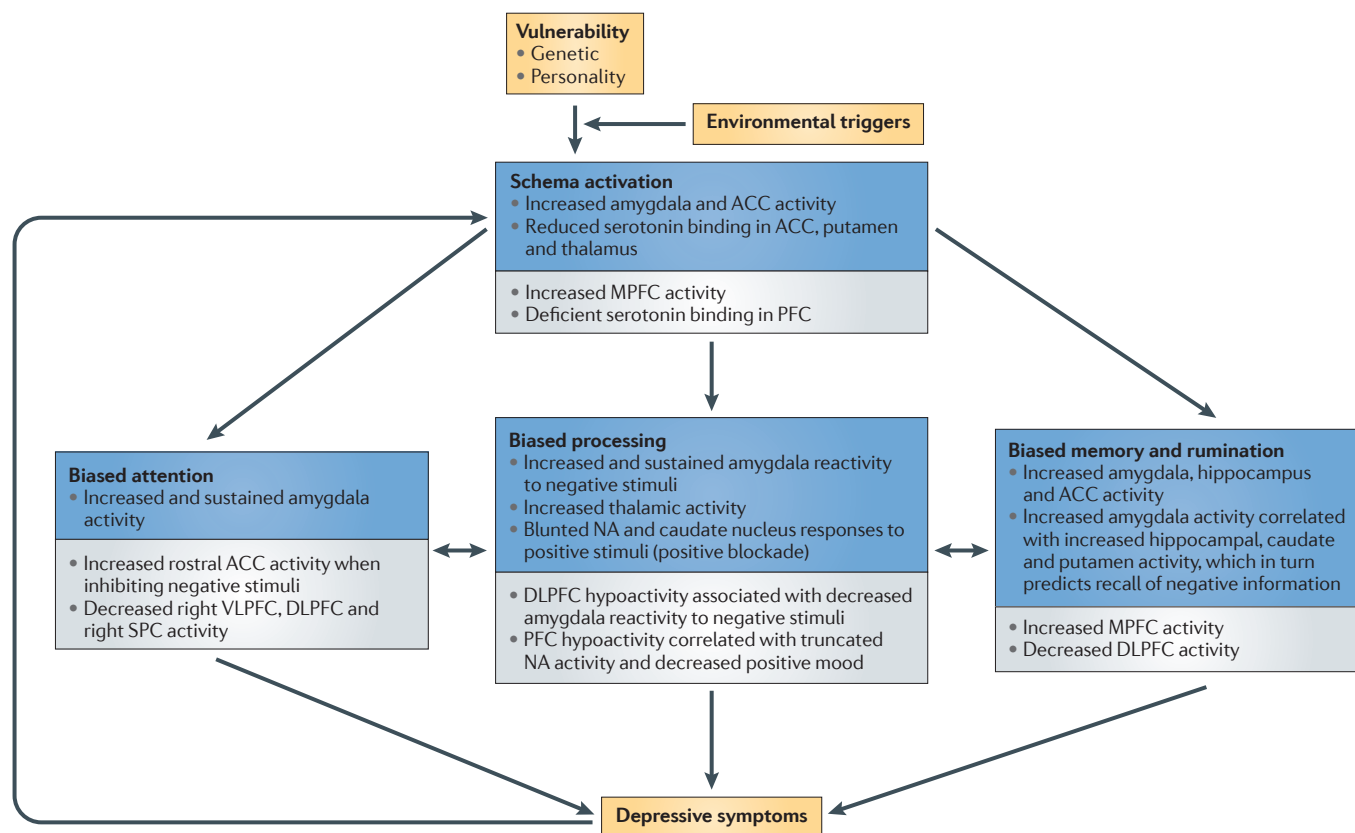 Vulnerability
• Genetic
• Personality
Environmental triggers
Schema activation
• Increased amygdala and ACC activity
• Reduced serotonin binding in ACC, putamen
and thalamus
• Increased MPFC activity
• Deficient serotonin binding in PFC
Biased attention
• Increased and sustained amygdala
activity
• Increased rostral ACC activity when
inhibiting negative stimuli
• Decreased right VLPFC, DLPFC and
right SPC activity
Biased processing
• Increased and sustained amygdala reactivity
to negative stimuli
• Increased thalamic activity
• Blunted NA and caudate nucleus responses to
positive stimuli (positive blockade)
• DLPFC hypoactivity associated with decreased
amygdala reactivity to negative stimuli
• PFC hypoactivity correlated with truncated
NA activity and decreased positive mood
Biased memory and rumination
• Increased amygdala, hippocampus
and ACC activity
• Increased amygdala activity correlated
with increased hippocampal, caudate
and putamen activity, which in turn
predicts recall of negative information
• Increased MPFC activity
• Decreased DLPFC activity
Depressive symptoms